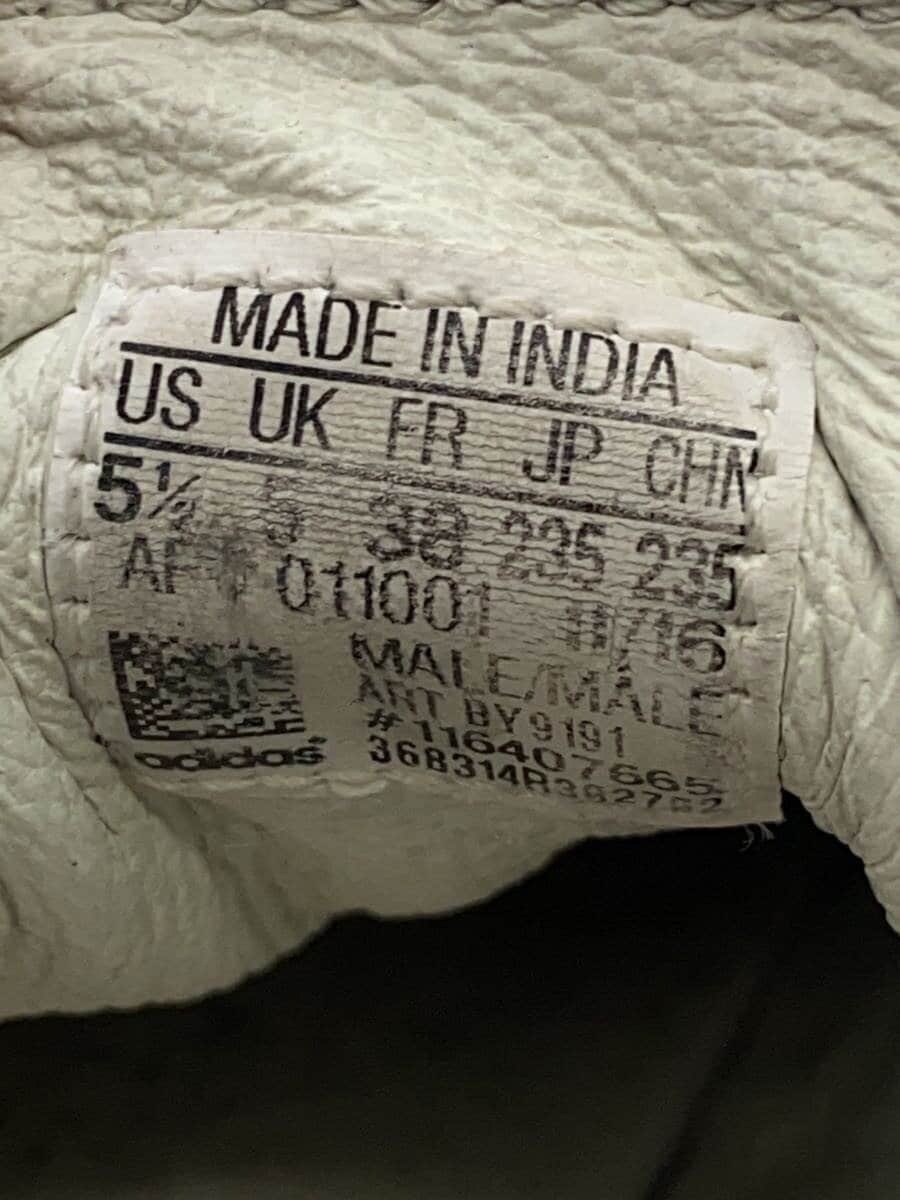 MADE IN INDIA
US UK FR JP CHN
5½ 5 38 235 235
011001
MALE/MALE
ART BY9191
# 116407665
adidas